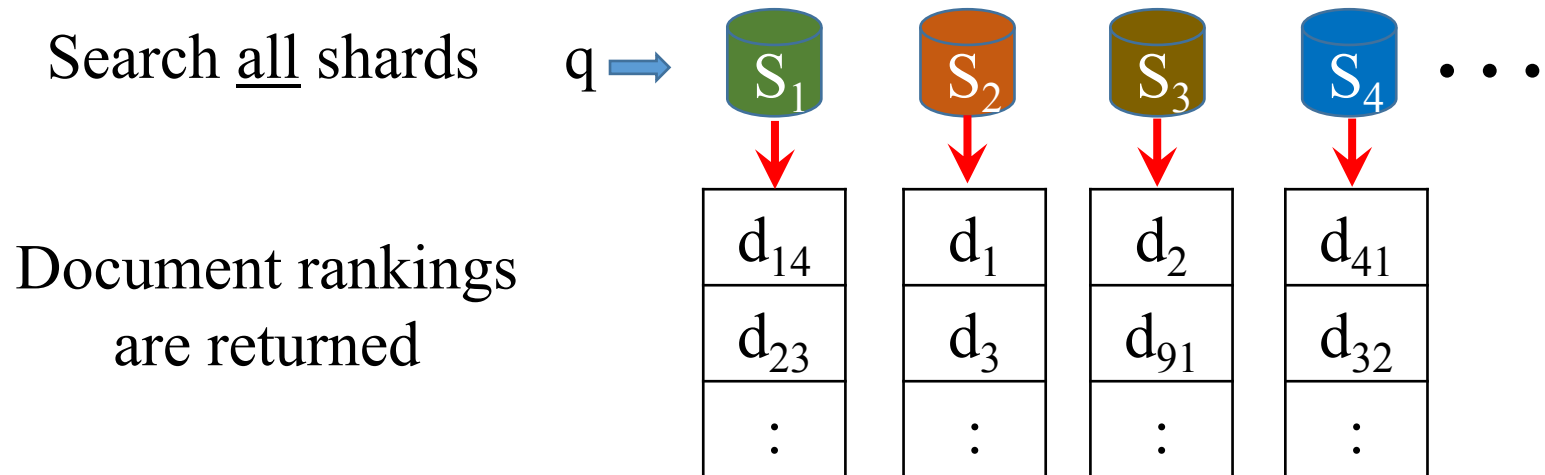 Search all shards q S1 S2 S3 S4 . . .
d14 d1 d2 d41
Document rankings
d23 d3 d91 d32
are returned
: : : :